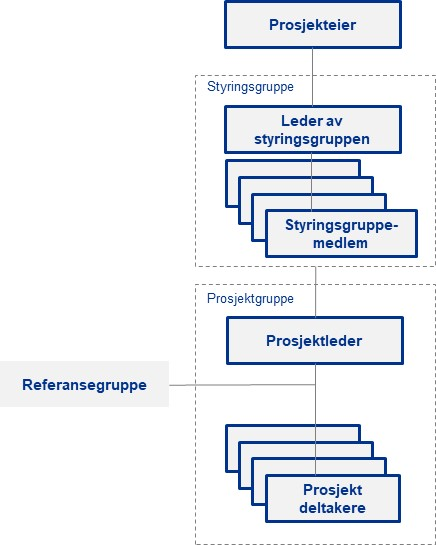 Prosjekteier
Styringsgruppe
Leder av
styringsgruppen
Styringsgruppe-
medlem
Prosjektgruppe
Prosjektleder
Referansegruppe
Prosjekt
deltakere